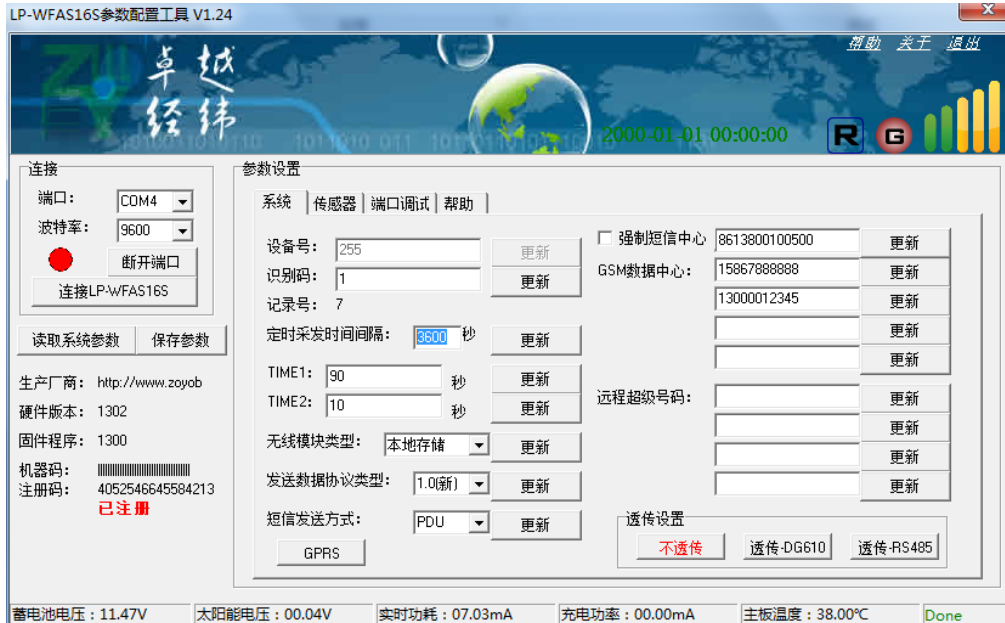 LP-WFAS16S参数配置工具 V1.24
帮助 关于 退出
卓越
经纬
2000-01-01 00:00:00
R G
连接
端口： COM4
波特率： 9600
断开端口
连接LP-WFAS16S
读取系统参数 保存参数
生产厂商： http://www.zoyob
硬件版本： 1302
固件程序： 1300
机器码：
注册码： 4052546645584213
已注册
参数设置
系统 传感器 端口调试 帮助
设备号： 255 更新
识别码： 1 更新
记录号： 7
定时采发时间间隔： 3600 秒 更新
TIME1： 90 秒 更新
TIME2： 10 秒 更新
无线模块类型： 本地存储 更新
发送数据协议类型： 1.0(新) 更新
短信发送方式： PDU 更新
GPRS
强制短信中心 8613800100500 更新
GSM数据中心： 15867888888 更新
13000012345 更新
更新
更新
远程超级号码： 更新
更新
更新
更新
透传设置
不透传 透传-DG610 透传-RS485
蓄电池电压：11.47V 太阳能电压：00.04V 实时功耗：07.03mA 充电功率：00.00mA 主板温度：38.00℃ Done